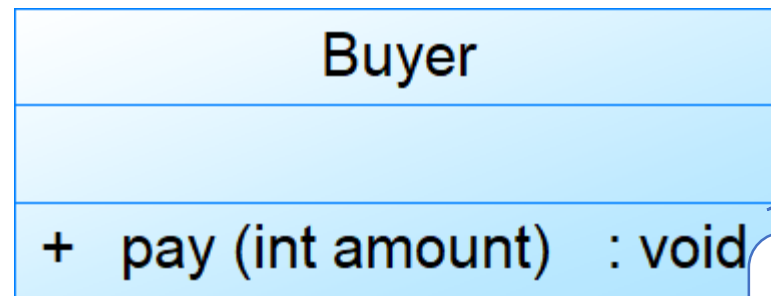 Buyer
+ pay (int amount) : void